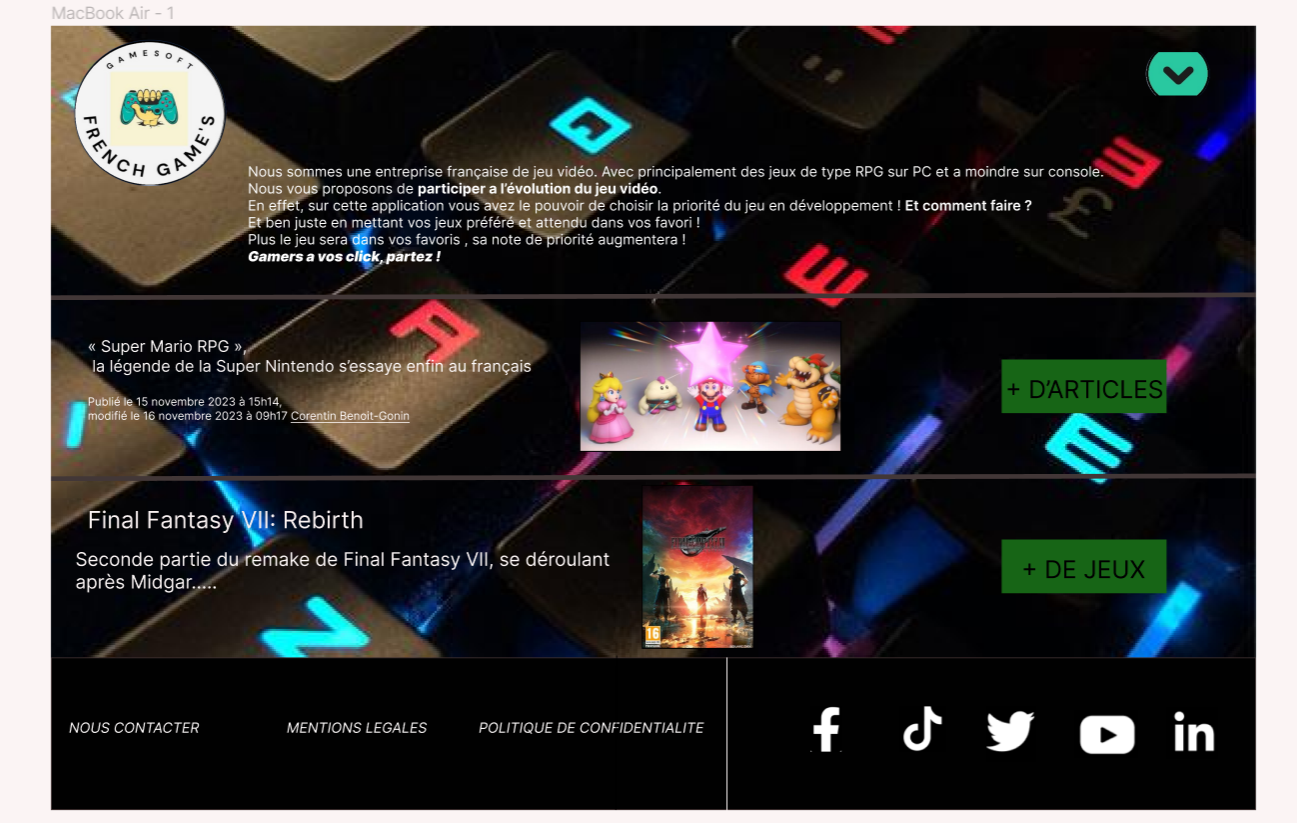 MacBook Air - 1
GAMESOFT
FRENCH GAME'S
Nous sommes une entreprise française de jeu vidéo. Avec principalement des jeux de type RPG sur PC et a moindre sur console.
Nous vous proposons de participer a l'évolution du jeu vidéo.
En effet, sur cette application vous avez le pouvoir de choisir la priorité du jeu en développement ! Et comment faire ?
Et ben juste en mettant vos jeux préféré et attendu dans vos favori !
Plus le jeu sera dans vos favoris , sa note de priorité augmentera !
Gamers a vos click, partez !
« Super Mario RPG »,
la légende de la Super Nintendo s'essaye enfin au français
Publié le 15 novembre 2023 à 15h14,
modifié le 16 novembre 2023 à 09h17 Corentin Benoit-Gonin
+ D'ARTICLES
Final Fantasy VII: Rebirth
Seconde partie du remake de Final Fantasy VII, se déroulant
après Midgar.....
16
+ DE JEUX
NOUS CONTACTER
MENTIONS LEGALES
POLITIQUE DE CONFIDENTIALITE